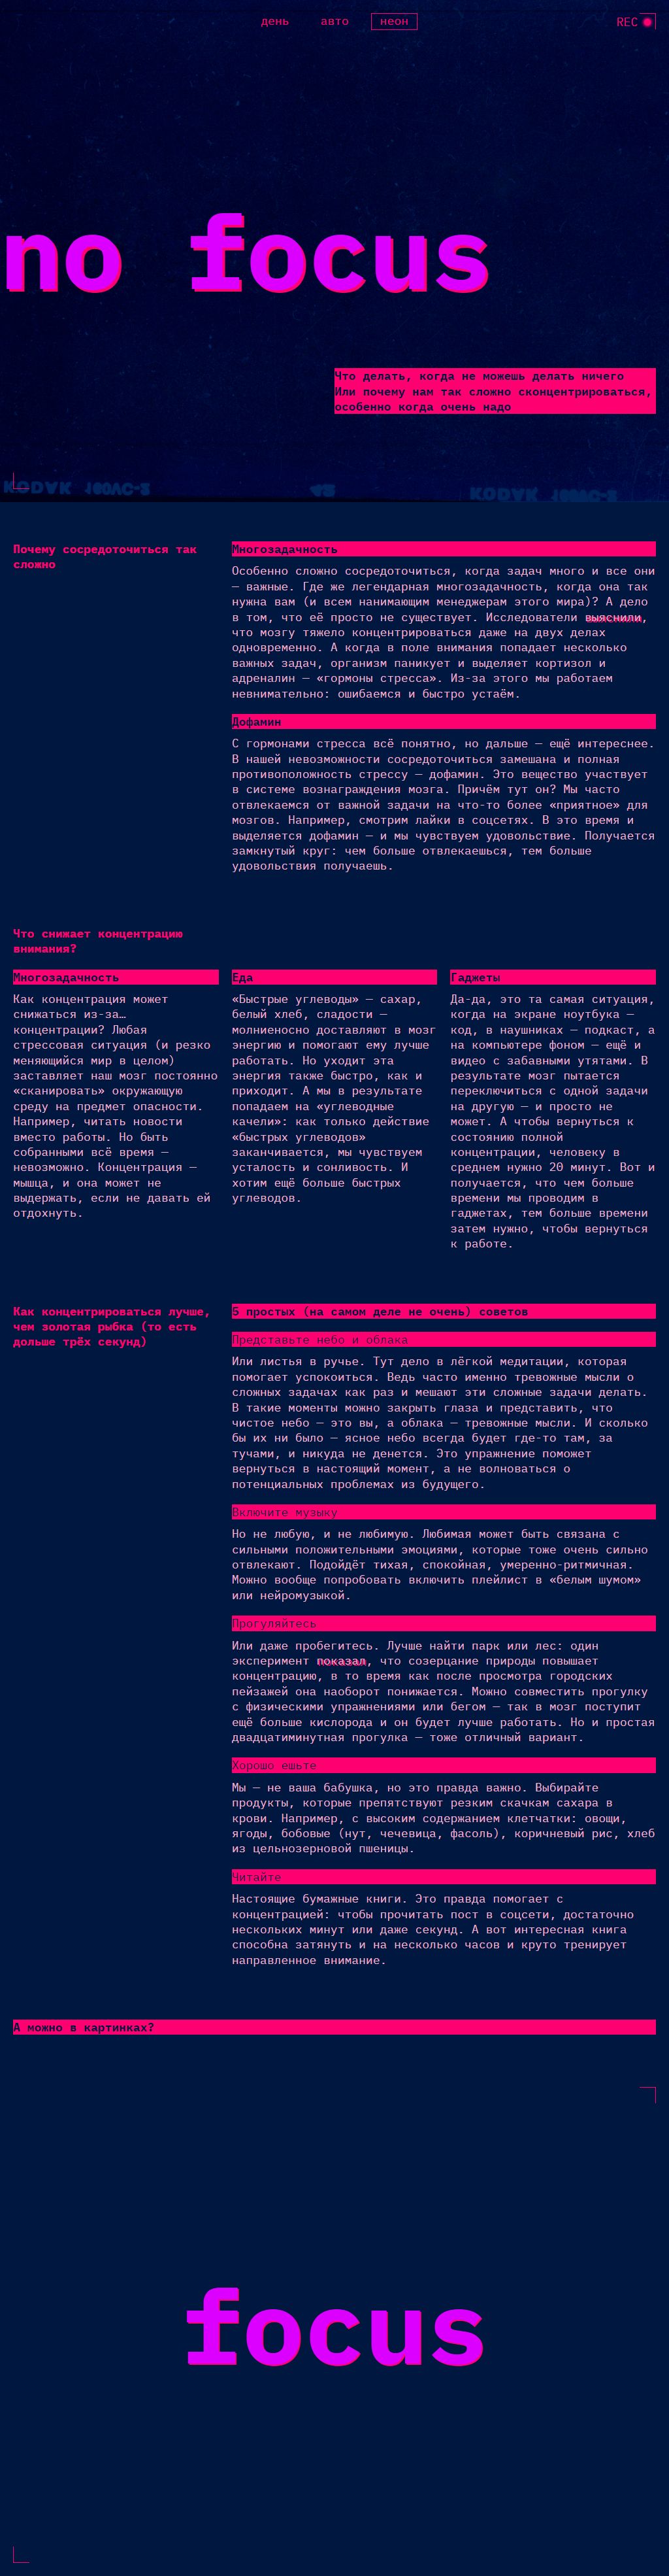 день авто неон REC
no focus
Что делать, когда не можешь делать ничего
Или почему нам так сложно сконцентрироваться,
особенно когда очень надо
KODAK 160VC-2 KODAK 160VC-2
Почему сосредоточиться так
сложно
Многозадачность
Особенно сложно сосредоточиться, когда задач много и все они
— важные. Где же легендарная многозадачность, когда она так
нужна вам (и всем нанимающим менеджерам этого мира)? А дело
в том, что её просто не существует. Исследователи выяснили,
что мозгу тяжело концентрироваться даже на двух делах
одновременно. А когда в поле внимания попадает несколько
важных задач, организм паникует и выделяет кортизол и
адреналин — «гормоны стресса». Из-за этого мы работаем
невнимательно: ошибаемся и быстро устаём.
Дофамин
С гормонами стресса всё понятно, но дальше — ещё интереснее.
В нашей невозможности сосредоточиться замешана и полная
противоположность стрессу — дофамин. Это вещество участвует
в системе вознаграждения мозга. Причём тут он? Мы часто
отвлекаемся от важной задачи на что-то более «приятное» для
мозгов. Например, смотрим лайки в соцсетях. В это время и
выделяется дофамин — и мы чувствуем удовольствие. Получается
замкнутый круг: чем больше отвлекаешься, тем больше
удовольствия получаешь.
Что снижает концентрацию
внимания?
Многозадачность
Как концентрация может
снижаться из-за…
концентрации? Любая
стрессовая ситуация (и резко
меняющийся мир в целом)
заставляет наш мозг постоянно
«сканировать» окружающую
среду на предмет опасности.
Например, читать новости
вместо работы. Но быть
собранными всё время —
невозможно. Концентрация —
мышца, и она может не
выдержать, если не давать ей
отдохнуть.
Еда
«Быстрые углеводы» — сахар,
белый хлеб, сладости —
молниеносно доставляют в мозг
энергию и помогают ему лучше
работать. Но уходит эта
энергия также быстро, как и
приходит. А мы в результате
попадаем на «углеводные
качели»: как только действие
«быстрых углеводов»
заканчивается, мы чувствуем
усталость и сонливость. И
хотим ещё больше быстрых
углеводов.
Гаджеты
Да-да, это та самая ситуация,
когда на экране ноутбука —
код, в наушниках — подкаст, а
на компьютере фоном — ещё и
видео с забавными утятами. В
результате мозг пытается
переключиться с одной задачи
на другую — и просто не
может. А чтобы вернуться к
состоянию полной
концентрации, человеку в
среднем нужно 20 минут. Вот и
получается, что чем больше
времени мы проводим в
гаджетах, тем больше времени
затем нужно, чтобы вернуться
к работе.
Как концентрироваться лучше,
чем золотая рыбка (то есть
дольше трёх секунд)
5 простых (на самом деле не очень) советов
Представьте небо и облака
Или листья в ручье. Тут дело в лёгкой медитации, которая
помогает успокоиться. Ведь часто именно тревожные мысли о
сложных задачах как раз и мешают эти сложные задачи делать.
В такие моменты можно закрыть глаза и представить, что
чистое небо — это вы, а облака — тревожные мысли. И сколько
бы их ни было — ясное небо всегда будет где-то там, за
тучами, и никуда не денется. Это упражнение поможет
вернуться в настоящий момент, а не волноваться о
потенциальных проблемах из будущего.
Включите музыку
Но не любую, и не любимую. Любимая может быть связана с
сильными положительными эмоциями, которые тоже очень сильно
отвлекают. Подойдёт тихая, спокойная, умеренно-ритмичная.
Можно вообще попробовать включить плейлист в «белым шумом»
или нейромузыкой.
Прогуляйтесь
Или даже пробегитесь. Лучше найти парк или лес: один
эксперимент показал, что созерцание природы повышает
концентрацию, в то время как после просмотра городских
пейзажей она наоборот понижается. Можно совместить прогулку
с физическими упражнениями или бегом — так в мозг поступит
ещё больше кислорода и он будет лучше работать. Но и простая
двадцатиминутная прогулка — тоже отличный вариант.
Хорошо ешьте
Мы — не ваша бабушка, но это правда важно. Выбирайте
продукты, которые препятствуют резким скачкам сахара в
крови. Например, с высоким содержанием клетчатки: овощи,
ягоды, бобовые (нут, чечевица, фасоль), коричневый рис, хлеб
из цельнозерновой пшеницы.
Читайте
Настоящие бумажные книги. Это правда помогает с
концентрацией: чтобы прочитать пост в соцсети, достаточно
нескольких минут или даже секунд. А вот интересная книга
способна затянуть и на несколько часов и круто тренирует
направленное внимание.
А можно в картинках?
focus